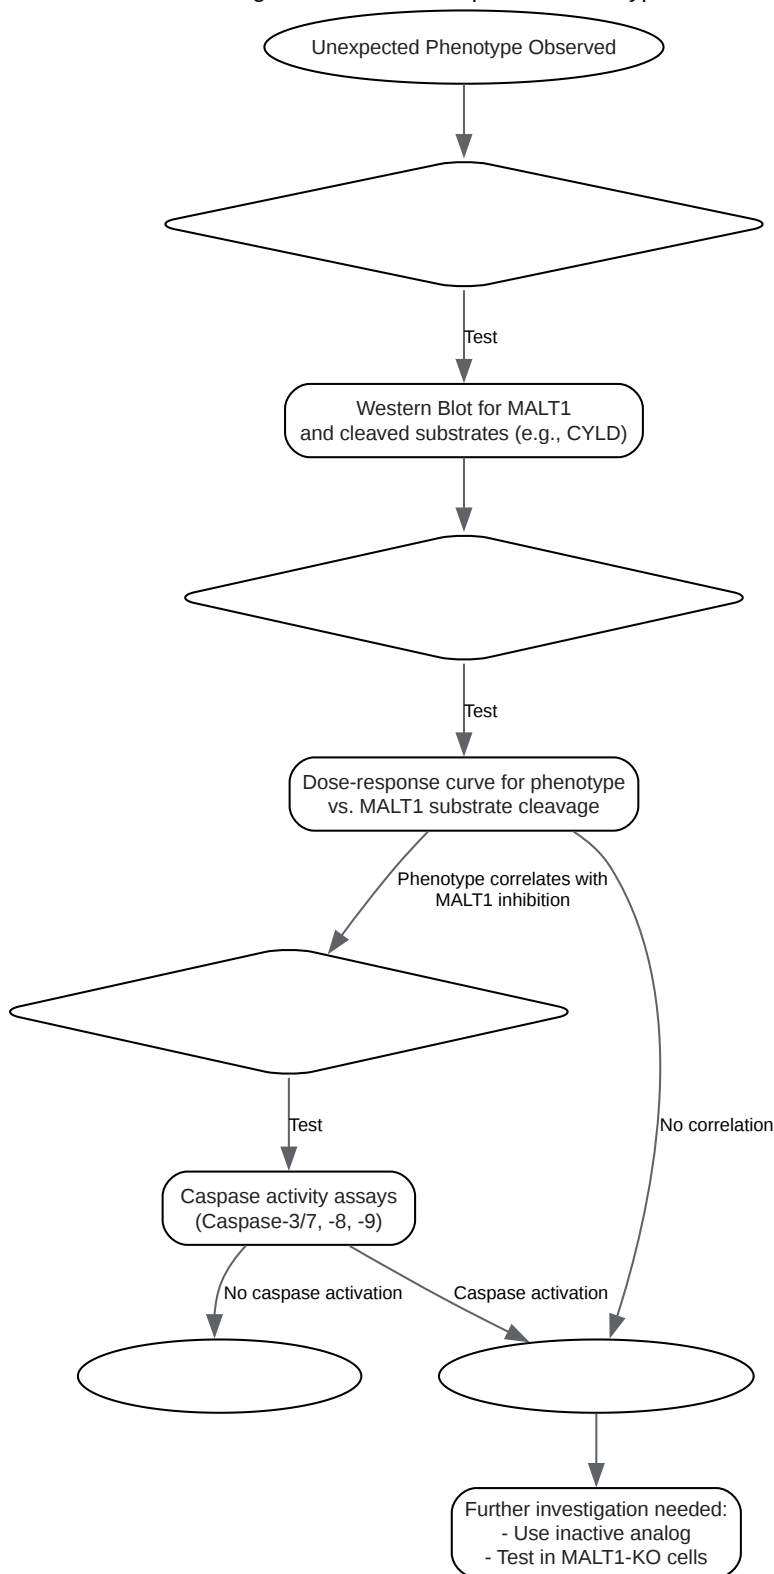 Unexpected Phenotype Observed
Test
Western Blot for MALT1
and cleaved substrates (e.g., CYLD)
Test
Dose-response curve for phenotype
vs. MALT1 substrate cleavage
Phenotype correlates with
MALT1 inhibition
No correlation
Test
Caspase activity assays
(Caspase-3/7, -8, -9)
No caspase activation
Caspase activation
Further investigation needed:
- Use inactive analog
- Test in MALT1-KO cells